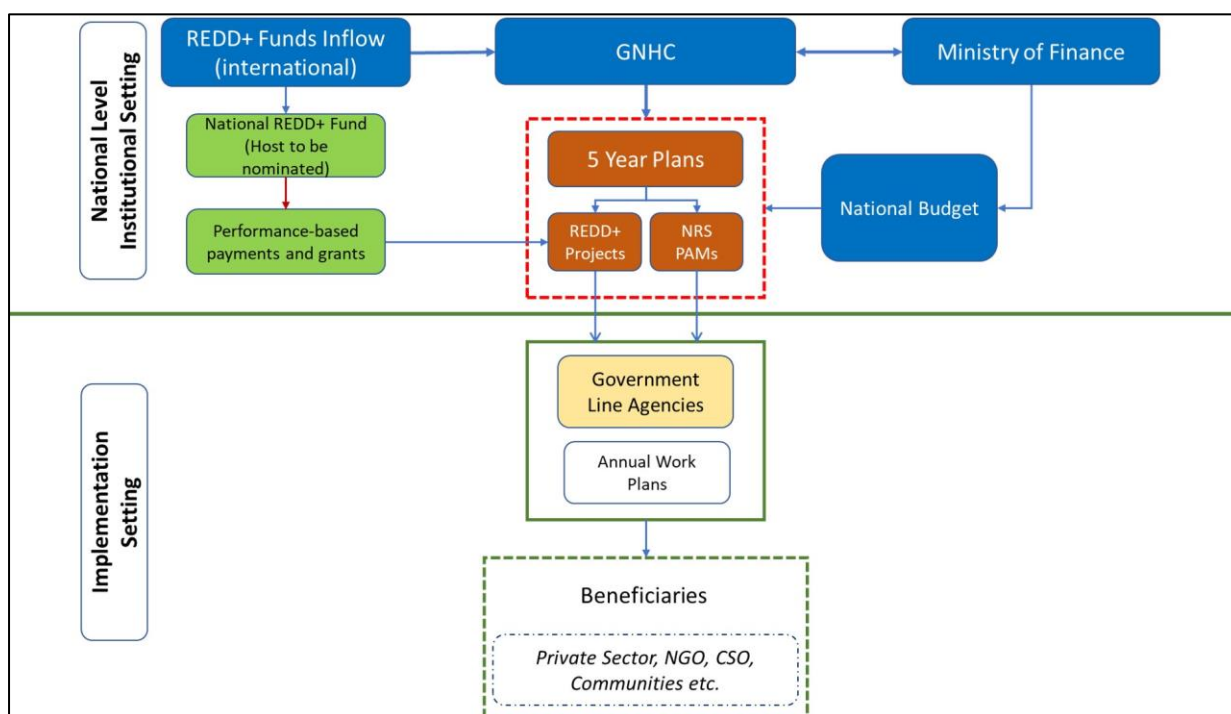 National Level
Institutional Setting
REDD+ Funds Inflow
(international)
GNHC
Ministry of Finance
National REDD+ Fund
(Host to be
nominated)
5 Year Plans
National Budget
Performance-based
payments and grants
REDD+
Projects
NRS
PAMs
Implementation
Setting
Government
Line Agencies
Annual Work
Plans
Beneficiaries
Private Sector, NGO, CSO,
Communities etc.